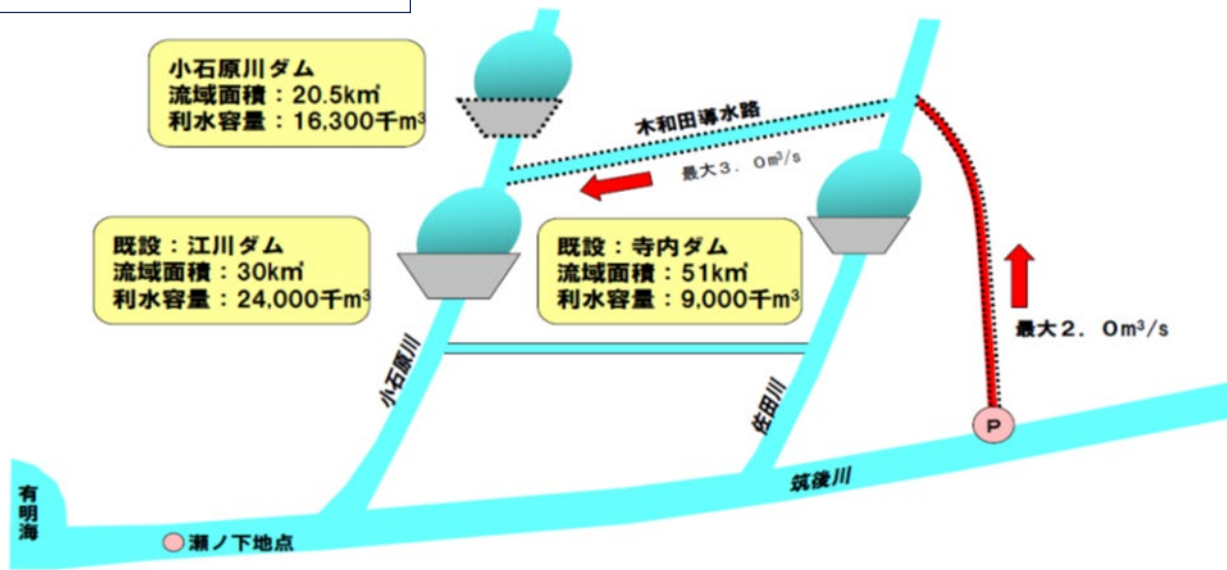 小石原川ダム
流域面積：20.5k㎡
利水容量：16,300千m³
木和田導水路
最大３．０m³/s
既設：江川ダム
流域面積：30k㎡
利水容量：24,000千m³
既設：寺内ダム
流域面積：51k㎡
利水容量：9,000千m³
最大２．０m³/s
小石原川
佐田川
P
筑後川
有明海
瀬ノ下地点